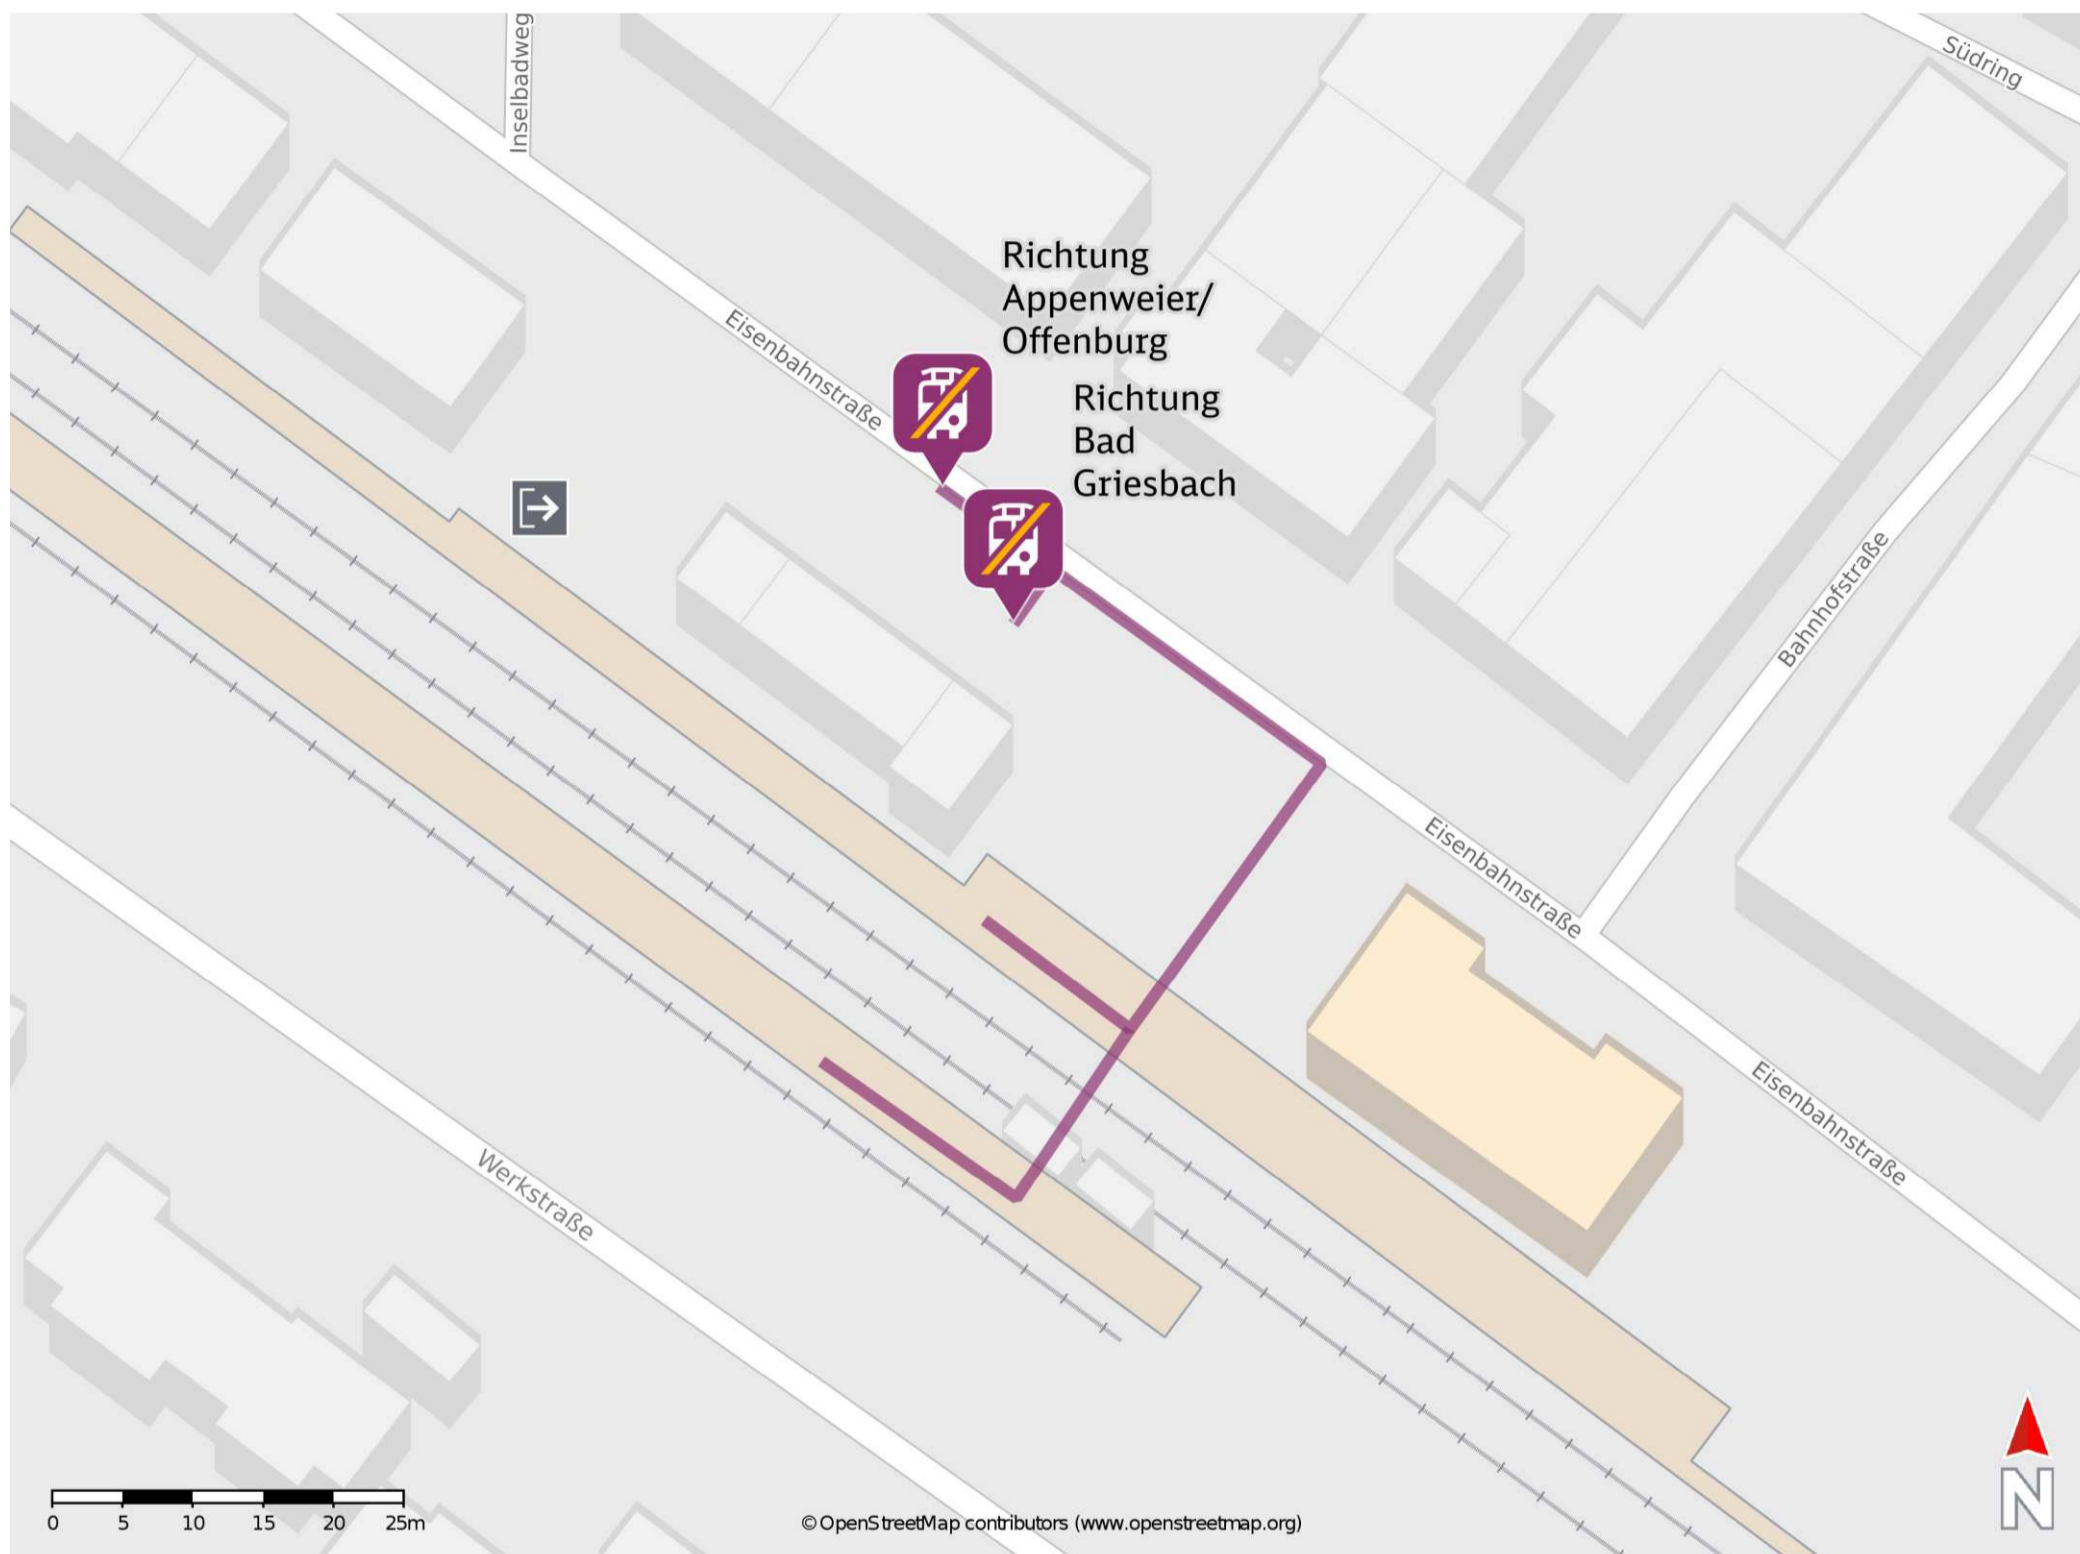 Südring
Inselbadweg
Richtung
Appenweier/
Offenburg
Eisenbahnstraße
Richtung
Bad
Griesbach
Bahnhofstraße
Eisenbahnstraße
Eisenbahnstraße
Werkstraße
0 5 10 15 20 25m
©OpenStreetMap contributors (www.openstreetmap.org)
N